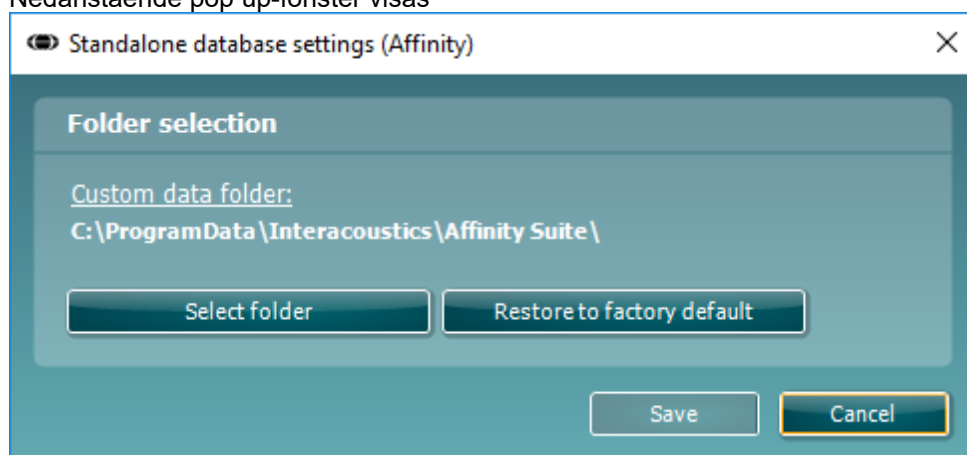 Nedanstående pop up-fönster visas
Standalone database settings (Affinity)
Folder selection
Custom data folder:
C:\ProgramData\Interacoustics\Affinity Suite\
Select folder
Restore to factory default
Save
Cancel